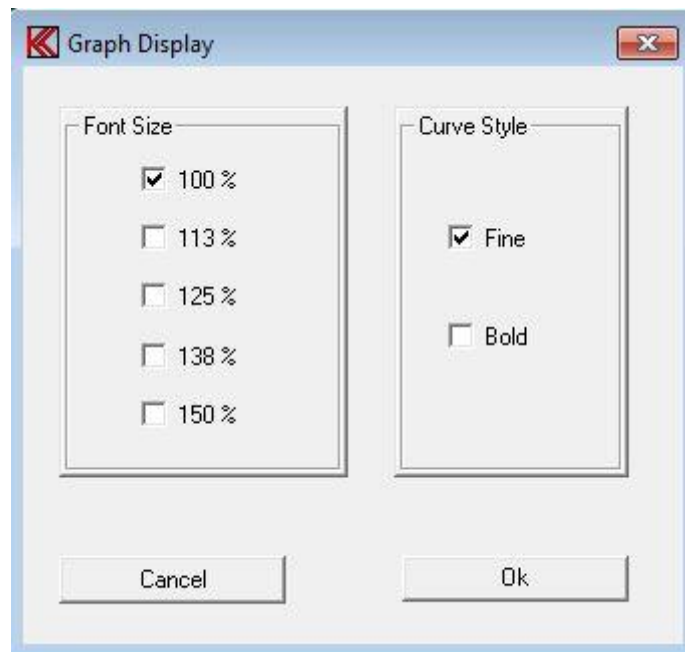 Graph Display
Font Size
100 %
113 %
125 %
138 %
150 %
Curve Style
Fine
Bold
Cancel
Ok